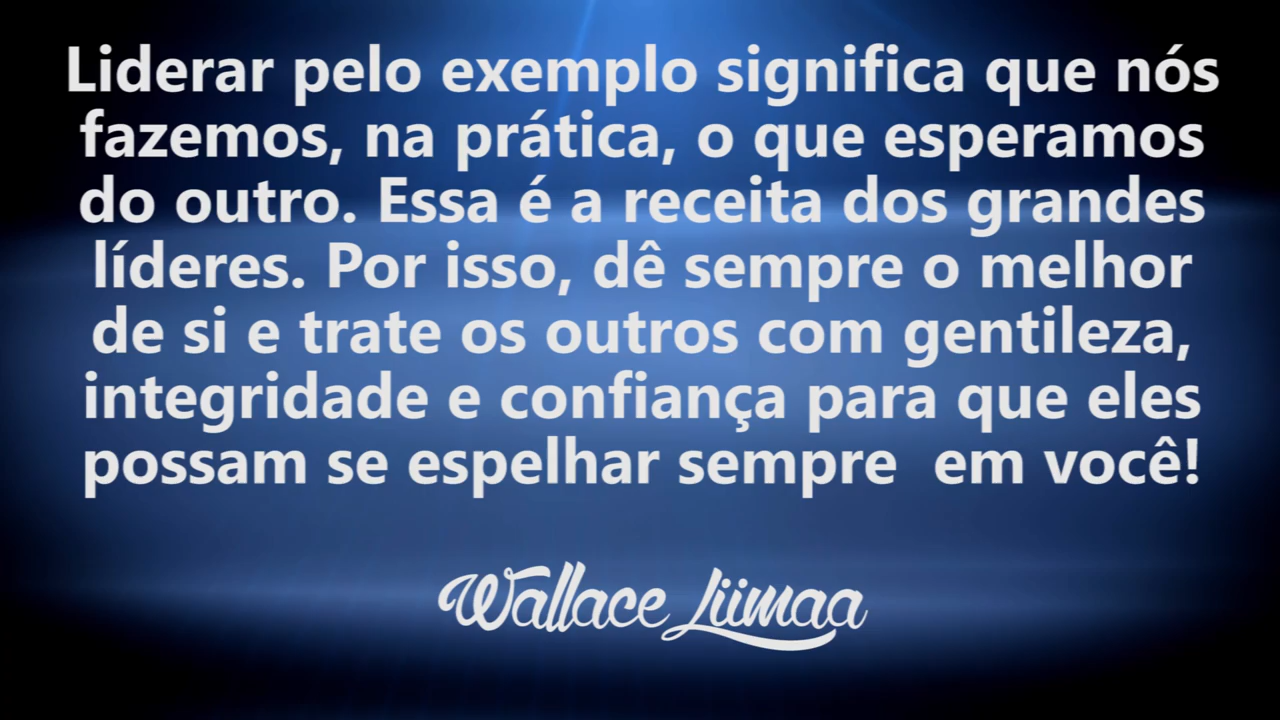 Liderar pelo exemplo significa que nós
fazemos, na prática, o que esperamos
do outro. Essa é a receita dos grandes
líderes. Por isso, dê sempre o melhor
de si e trate os outros com gentileza,
integridade e confiança para que eles
possam se espelhar sempre  em você!
Wallace Liimaa